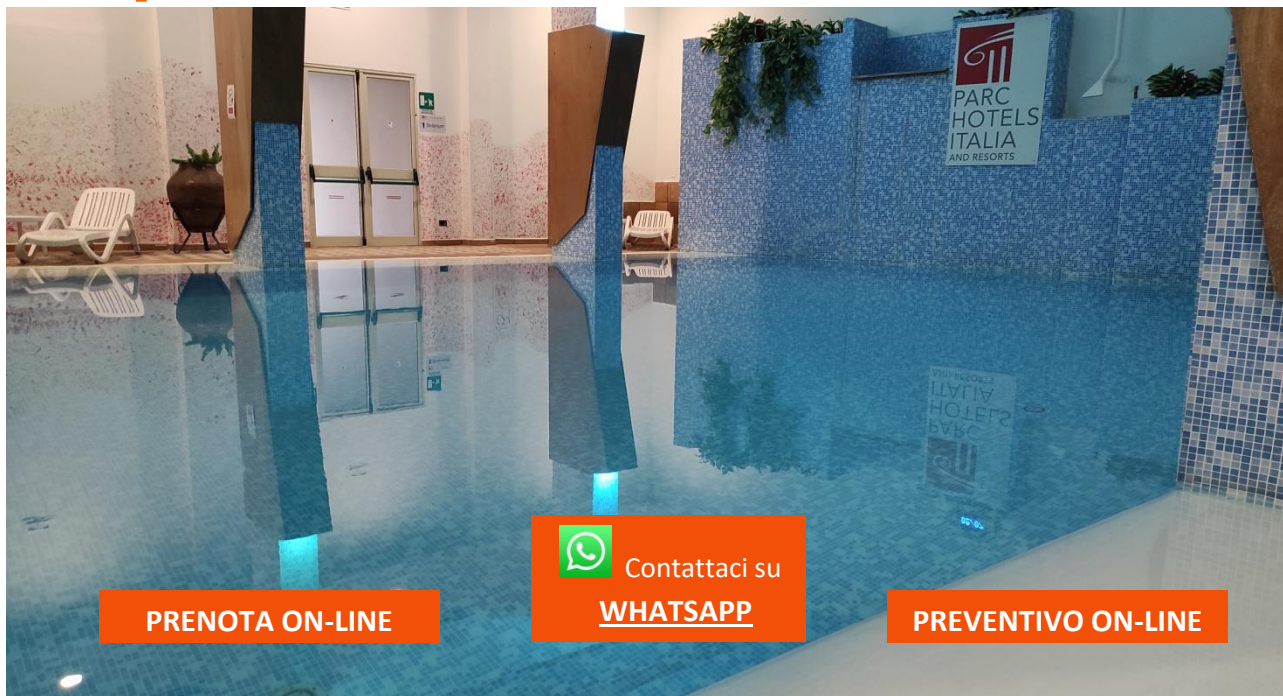 PARC
HOTELS
ITALIA
AND RESORTS
Contattaci su
WHATSAPP
PRENOTA ON-LINE
PREVENTIVO ON-LINE